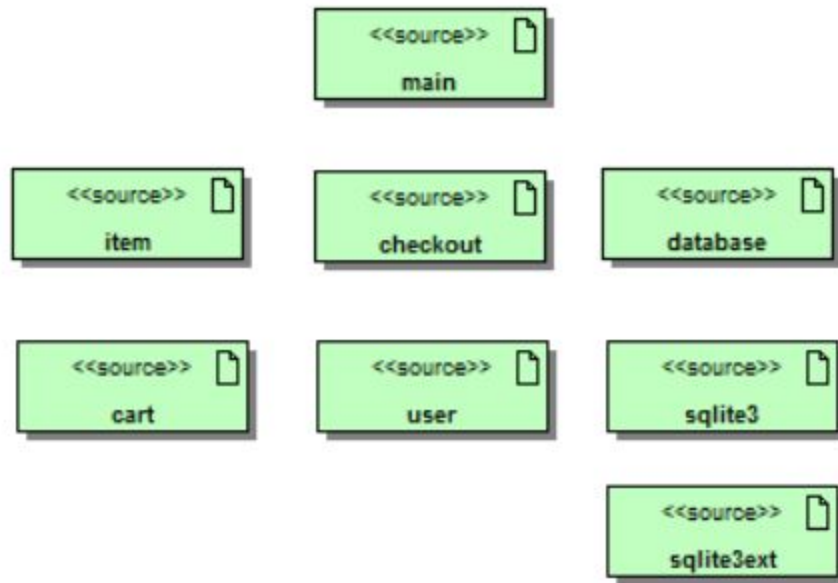 <<source>>
main
<<source>>
item
<<source>>
checkout
<<source>>
database
<<source>>
cart
<<source>>
user
<<source>>
sqlite3
<<source>>
sqlite3ext